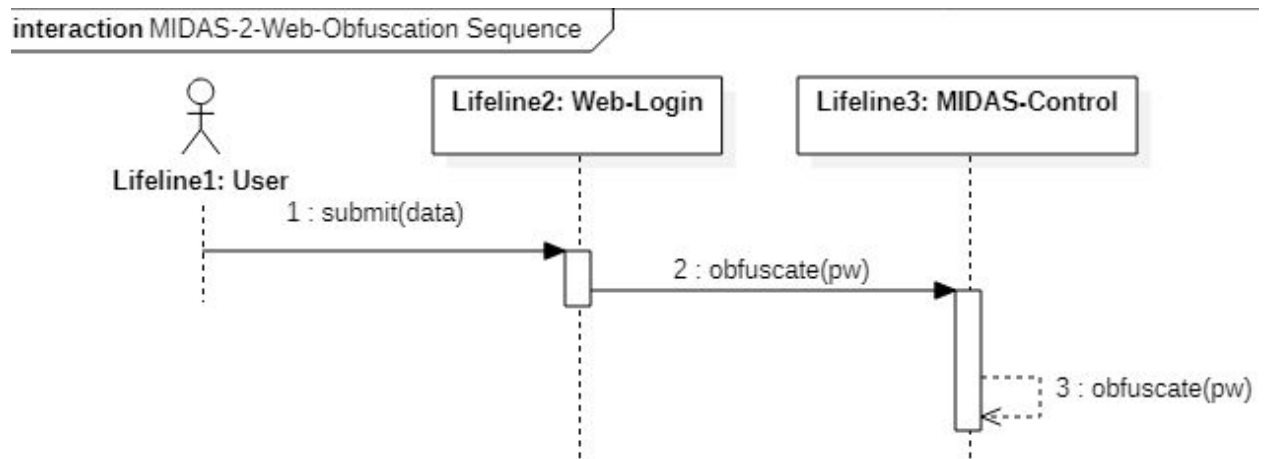 interaction MIDAS-2-Web-Obfuscation Sequence
Lifeline2: Web-Login
Lifeline3: MIDAS-Control
Lifeline1: User
1 : submit(data)
2 : obfuscate(pw)
3 : obfuscate(pw)